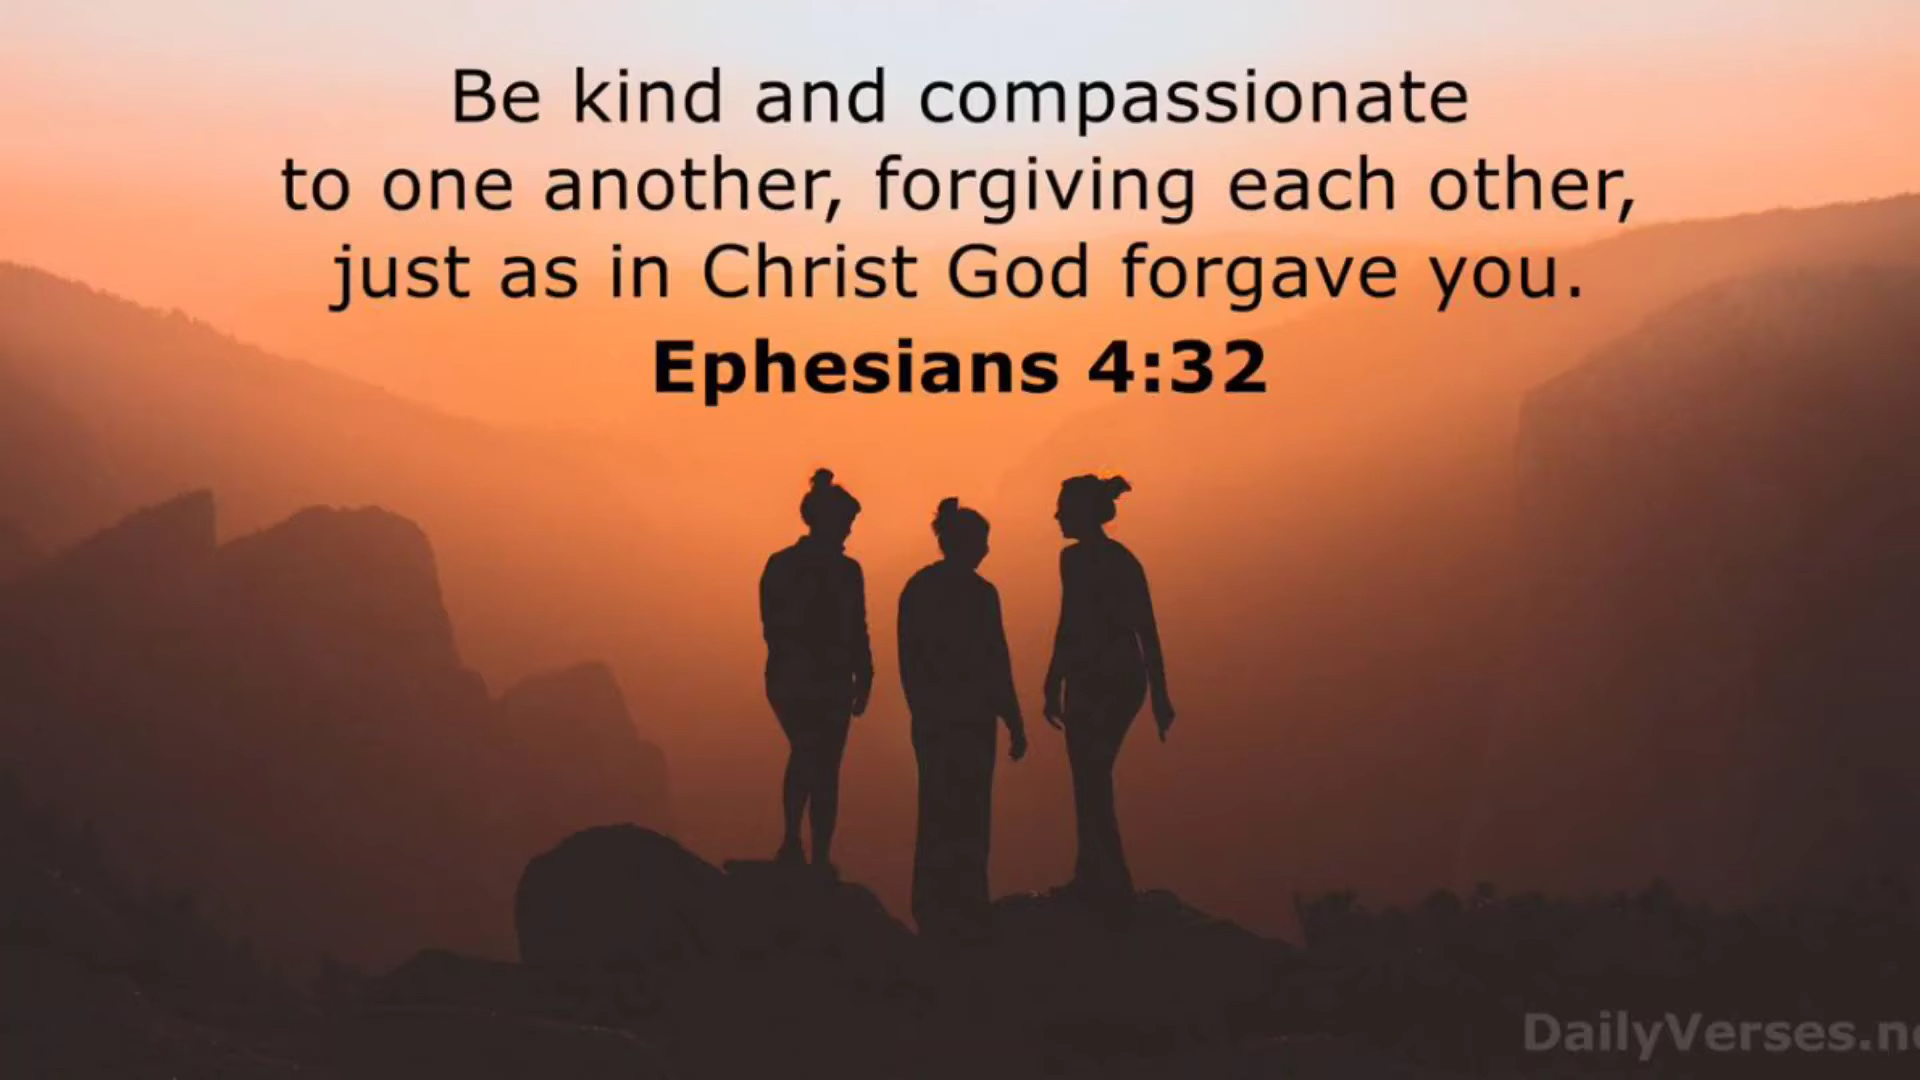 Be kind and compassionate
to one another, forgiving each other,
just as in Christ God forgave you.
Ephesians 4:32
DailyVerses.ne